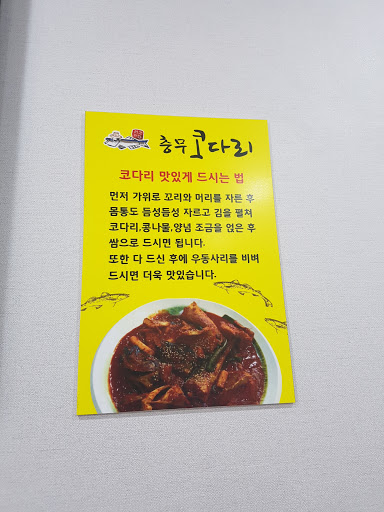 충무 코다리
코다리 맛있게 드시는 법
먼저 가위로 꼬리와 머리를 자른 후
몸통도 듬성듬성 자르고 김을 펼쳐
코다리,콩나물,양념 조금을 얹은 후
쌈으로 드시면 됩니다.
또한 다 드신 후에 우동사리를 비벼
드시면 더욱 맛있습니다.